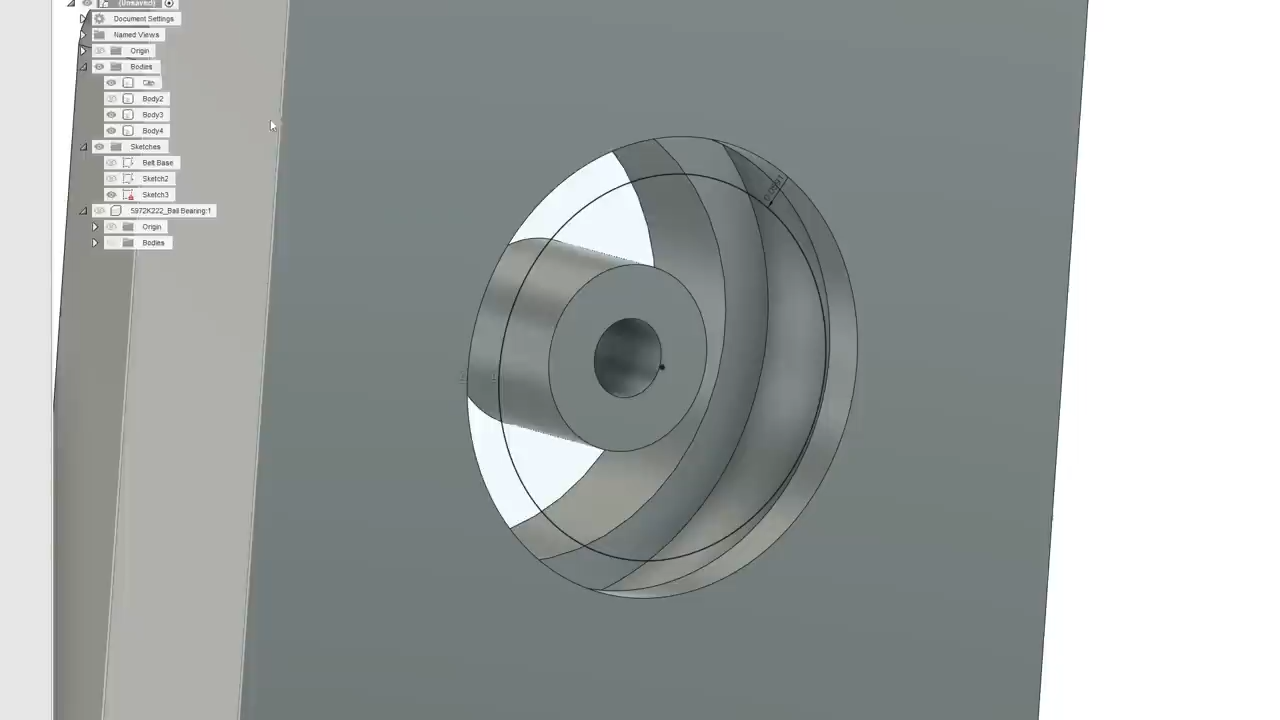 (Unsaved)
Document Settings
Named Views
Origin
Bodies
Body2
Body3
Body4
Sketches
Belt Base
Sketch2
Sketch3
5972K222_Ball Bearing:1
Origin
Bodies